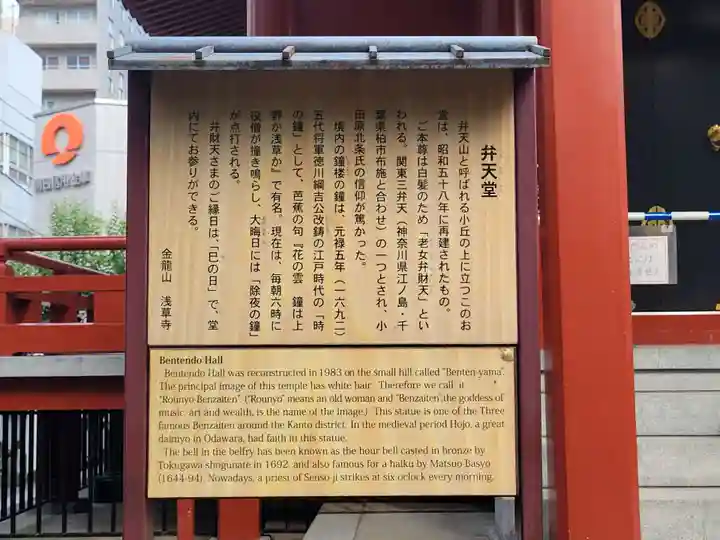 弁天堂
弁天山と呼ばれる小丘の上に立つこのお
堂は、昭和五十八年に再建されたもの。
ご本尊は白髪のため「老女弁財天」とい
われる。関東三弁天（神奈川県江ノ島・千
葉県柏市布施と合わせ）の一つとされ、小
田原北条氏の信仰が篤かった。
境内の鐘楼の鐘は、元禄五年（一六九二）
五代将軍徳川綱吉公改鋳の江戸時代の「時
の鐘」として、芭蕉の句『花の雲　鐘は上
野か浅草か』で有名。現在は、毎朝六時に
役僧が撞き鳴らし、大晦日には「除夜の鐘」
が点打される。
弁財天さまのご縁日は、「巳の日」で、堂
内にてお参りができる。
金龍山　浅草寺
Bentendo Hall
Bentendo Hall was reconstructed in 1983 on the small hill called "Benten-yama".
The principal image of this temple has white hair. Therefore we call it
"Rounyo-Benzaiten". ("Rounyo" means an old woman and "Benzaiten",the goddess of
music, art and wealth, is the name of the image.) This statue is one of the Three
famous Benzaiten around the Kanto district. In the medieval period Hojo, a great
daimyo in Odawara, had faith in this statue.
The bell in the belfry has been known as the hour bell casted in bronze by
Tokugawa shogunate in 1692, and also famous for a haiku by Matsuo Basyo
(1644-94). Nowadays, a priest of Senso-ji strikes at six oclock every morning.